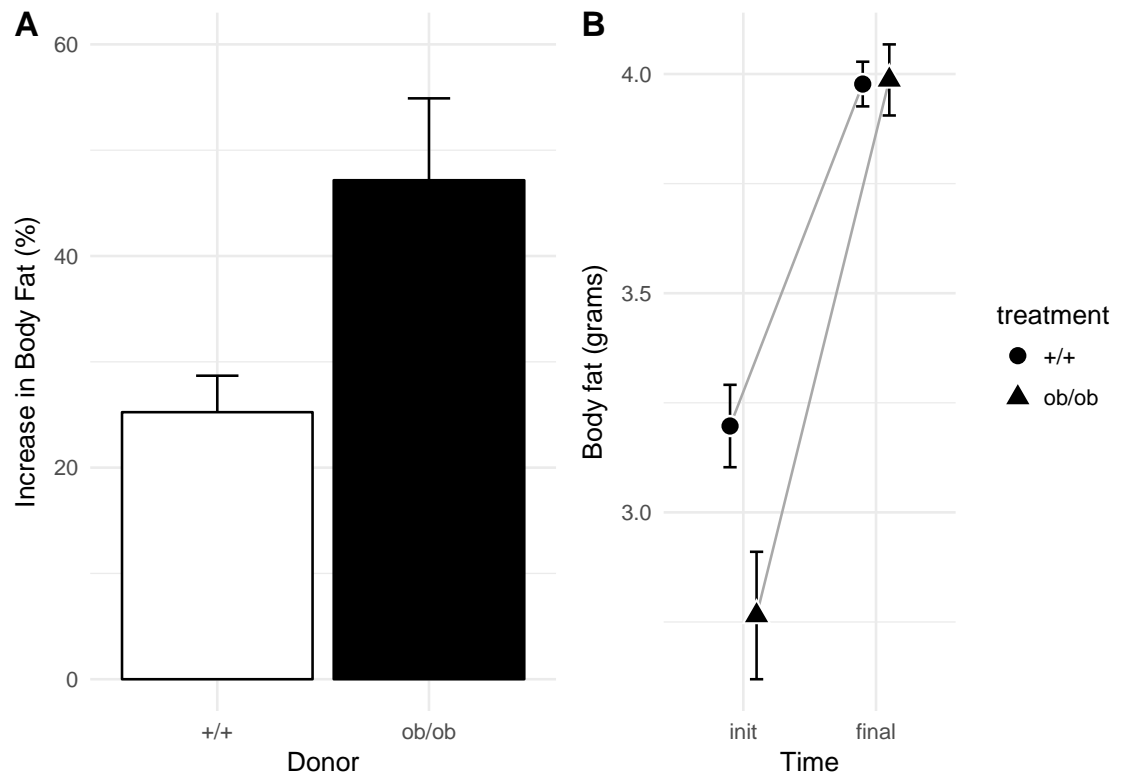 A
60
40
20
0
Increase in Body Fat (%)
+/+
ob/ob
Donor
B
4.0
3.5
3.0
Body fat (grams)
init
final
Time
treatment
+/+
ob/ob